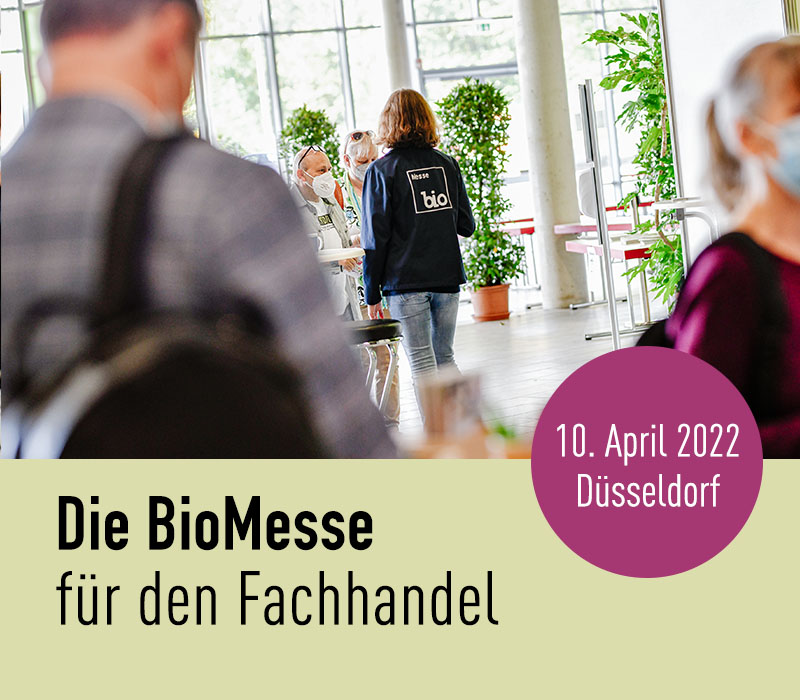 Messe
bio
10. April 2022
Düsseldorf
Die BioMesse
für den Fachhandel